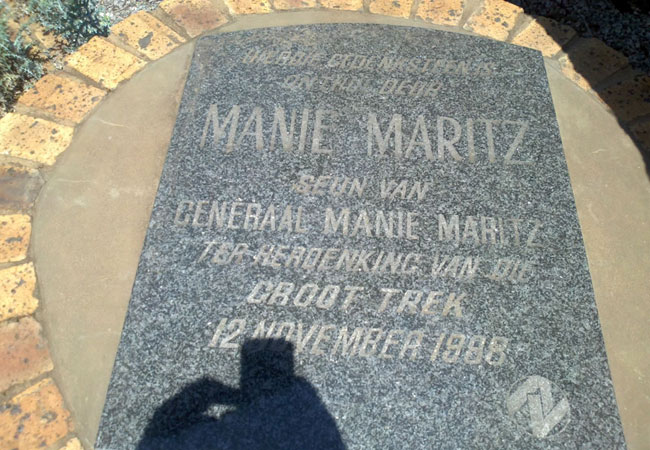 HIERDIE GEDENKSTEEN IS
ONTHUL DEUR
MANIE MARITZ
SEUN VAN
GENERAAL MANIE MARITZ
TER HERDENKING VAN DIE
GROOT TREK
12 NOVEMBER 1988